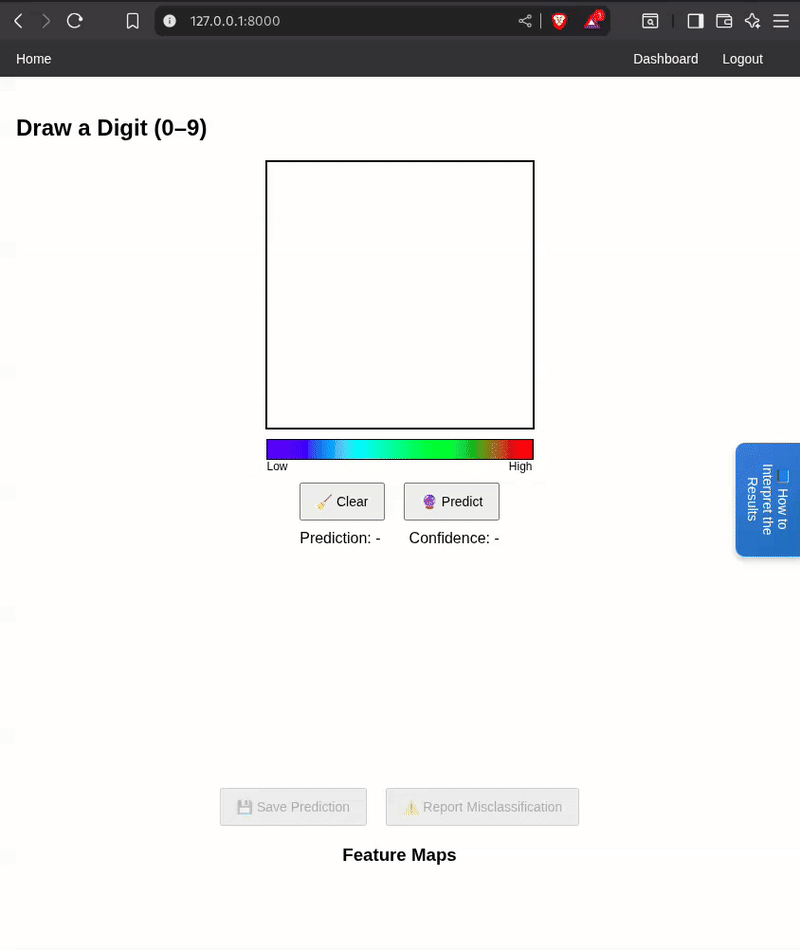 127.0.0.1:8000
Home Dashboard Logout
Draw a Digit (0–9)
Low High
🧹 Clear 🔮 Predict
Prediction: - Confidence: -
📘 How to
Interpret the
Results
💾 Save Prediction ⚠️ Report Misclassification
Feature Maps